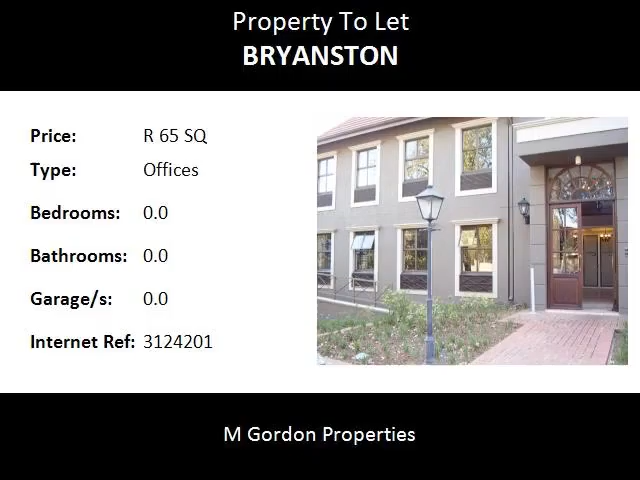 Property To Let
BRYANSTON
Price: R 65 SQ
Type: Offices
Bedrooms: 0.0
Bathrooms: 0.0
Garage/s: 0.0
Internet Ref: 3124201
M Gordon Properties